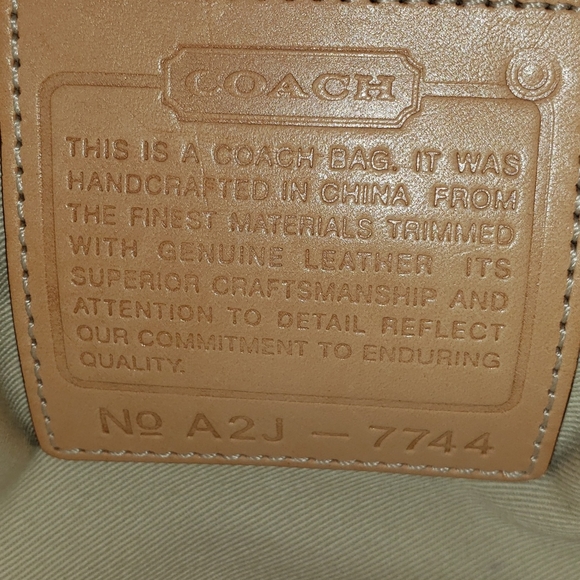 COACH
THIS IS A COACH BAG. IT WAS
HANDCRAFTED IN CHINA FROM
THE FINEST MATERIALS TRIMMED
WITH GENUINE LEATHER ITS
SUPERIOR CRAFTSMANSHIP AND
ATTENTION TO DETAIL REFLECT
OUR COMMITMENT TO ENDURING
QUALITY.
No A2J - 7744